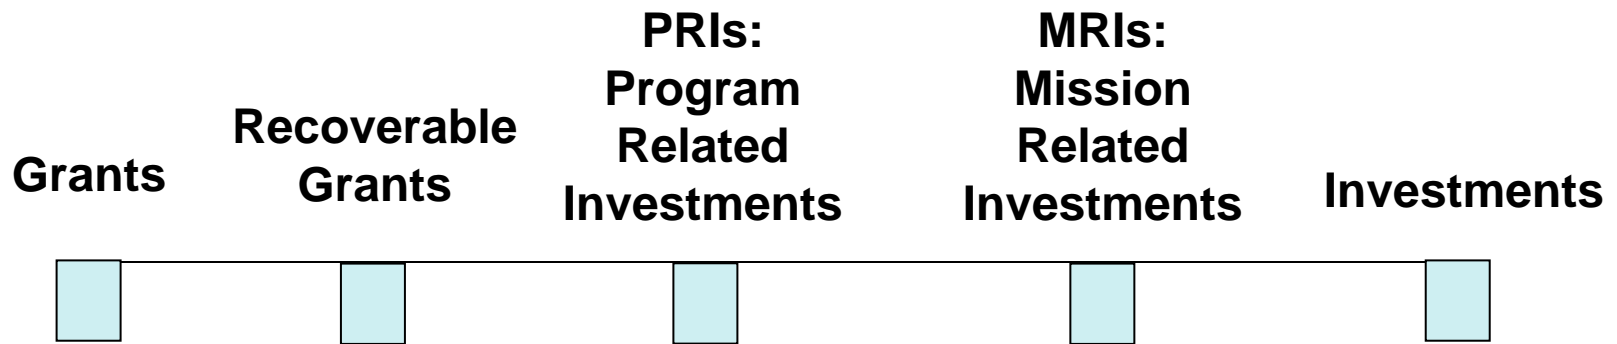 Grants
Recoverable
Grants
PRIs:
Program
Related
Investments
MRIs:
Mission
Related
Investments
Investments